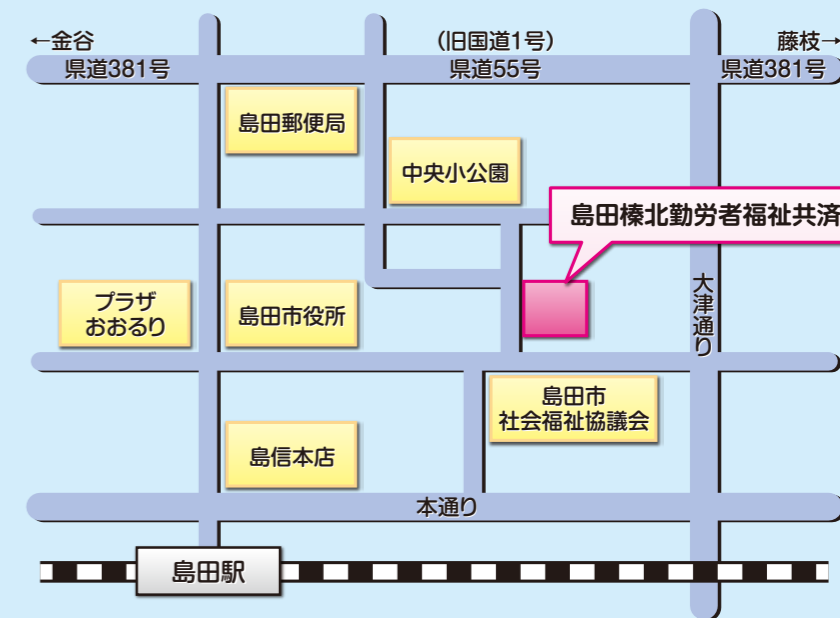 ←金谷
(旧国道1号)
藤枝→
県道381号
県道55号
県道381号
島田郵便局
中央小公園
島田榛北勤労者福祉共済
プラザ
おおるり
島田市役所
大津通り
島田市
社会福祉協議会
島信本店
本通り
島田駅